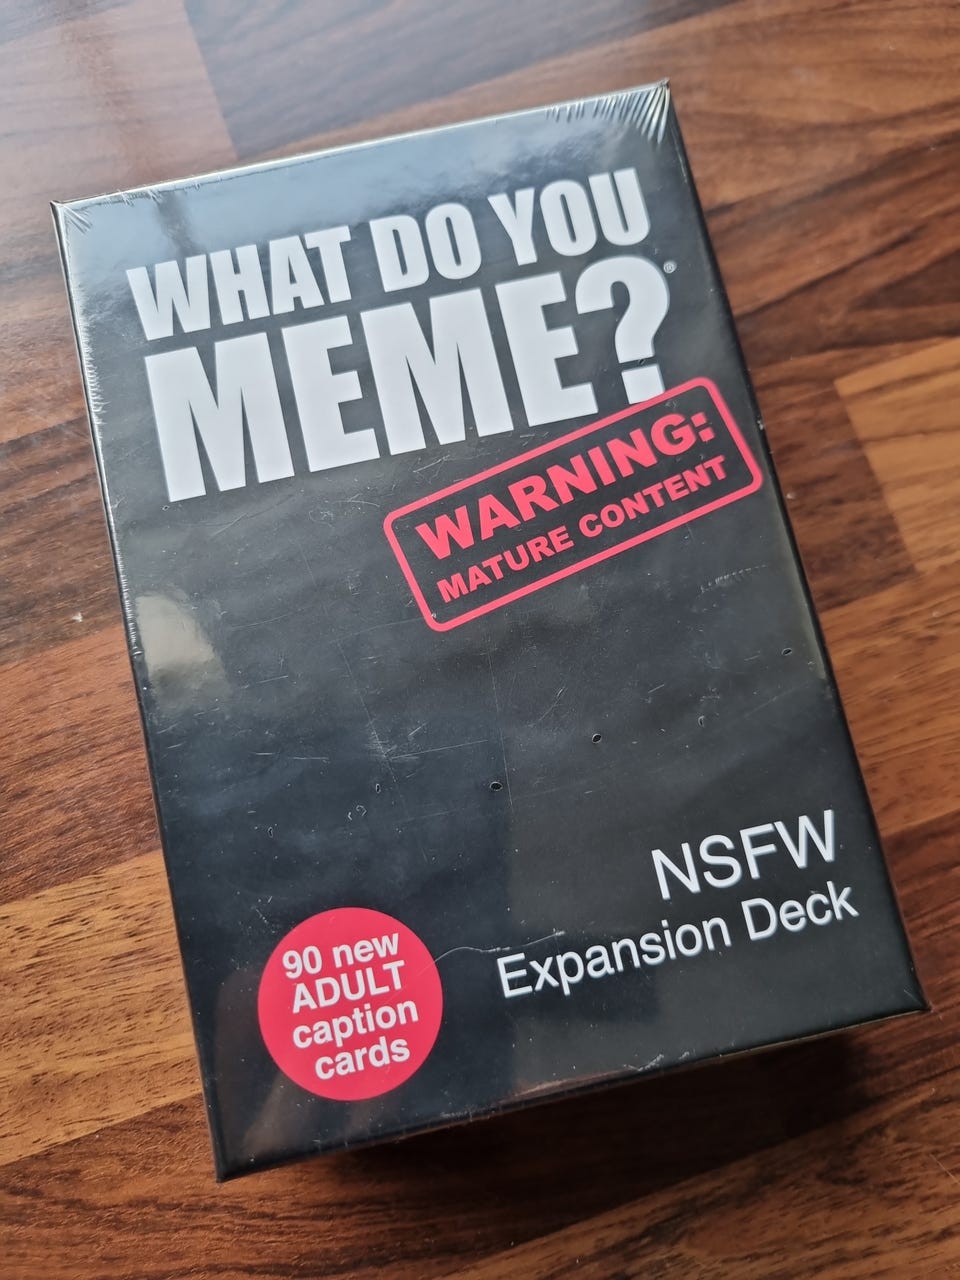 WHAT DO YOU
MEME?®
WARNING:
MATURE CONTENT
NSFW
Expansion Deck
90 new
ADULT
caption
cards